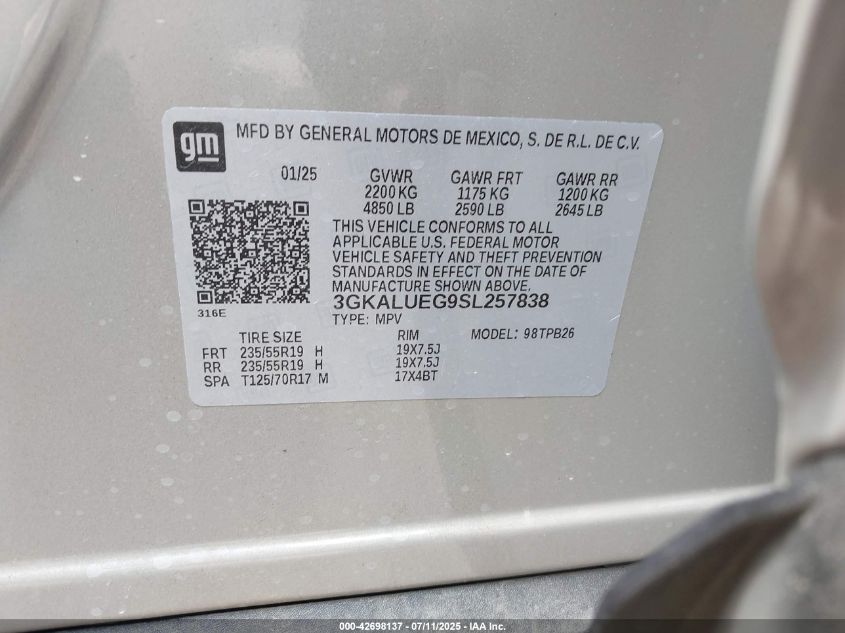 gm
MFD BY GENERAL MOTORS DE MEXICO, S. DE R.L. DE C.V.
01/25 GVWR GAWR FRT GAWR RR
2200 KG 1175 KG 1200 KG
4850 LB 2590 LB 2645 LB
THIS VEHICLE CONFORMS TO ALL
APPLICABLE U.S. FEDERAL MOTOR
VEHICLE SAFETY AND THEFT PREVENTION
STANDARDS IN EFFECT ON THE DATE OF
MANUFACTURE SHOWN ABOVE.
3GKALUEG9SL257838
316E
TYPE: MPV MODEL: 98TPB26
TIRE SIZE RIM
FRT 235/55R19 H 19X7.5J
RR 235/55R19 H 19X7.5J
SPA T125/70R17 M 17X4BT
000-42698137 - 07/11/2025 - IAA Inc.